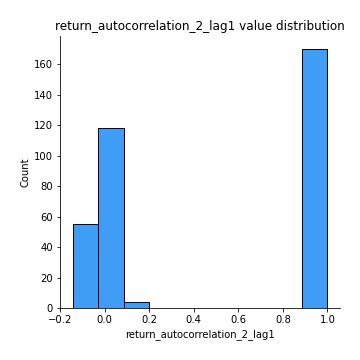 return_autocorrelation_2_lag1 value distribution
160
140
120
100
80
60
40
20
0
Count
−0.2 0.0 0.2 0.4 0.6 0.8 1.0
return_autocorrelation_2_lag1